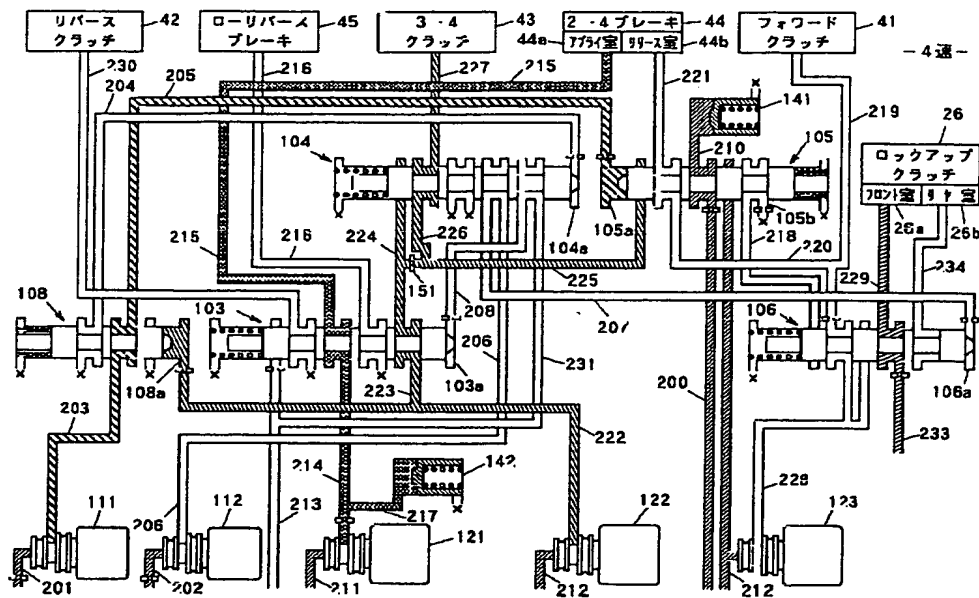 42 45 43 44 41
リバース クラッチ
ローリバース ブレーキ
3-4 クラッチ
2-4ブレーキ
アプライ室 リリース室
フォワード クラッチ
44a 44b
－4速－
230 216 227 215 221
204 205
141
219
210
26
104 105
ロックアップ クラッチ
フロント室 リヤ室
26a 26b
105b
226 104a 105a
215 216 224 218 220
151 225 229 234
108 103 208 207 106
206 231
108a 103a 200 106a
203 223
222 233
214 142
213 217 228
206
111 112 121 122 123
201 202 211 212 212